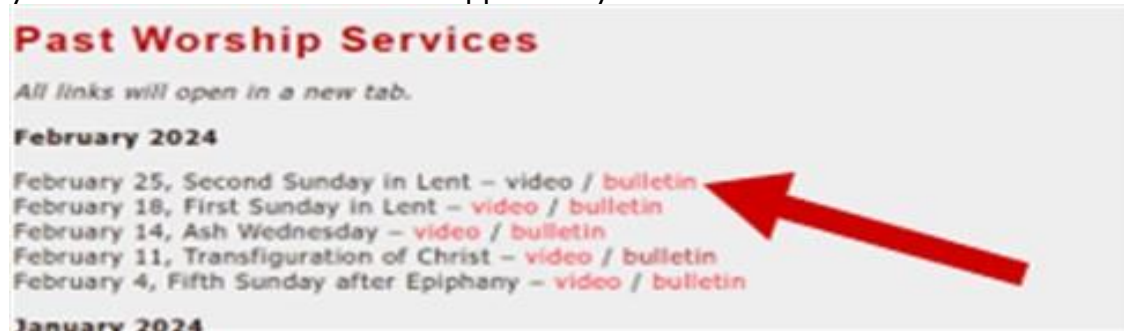 Past Worship Services
All links will open in a new tab.
February 2024
February 25, Second Sunday in Lent – video / bulletin
February 18, First Sunday in Lent – video / bulletin
February 14, Ash Wednesday – video / bulletin
February 11, Transfiguration of Christ – video / bulletin
February 4, Fifth Sunday after Epiphany – video / bulletin
January 2024